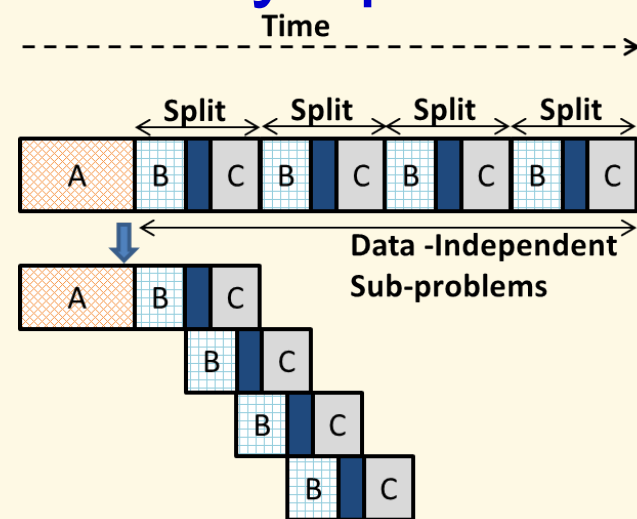 Time
Split Split Split Split
A B C B C B C B C
Data -Independent
Sub-problems
A B C
B C
B C
B C